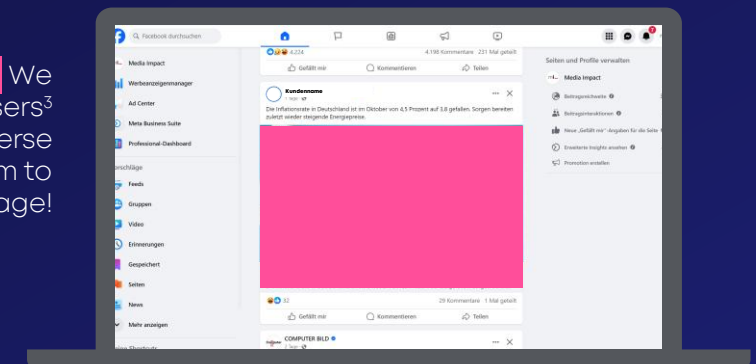 We
sers³
erse
m to
age!
Facebook durchsuchen
7
4.224
4.198 Kommentare 231 Mal geteilt
Gefällt mir
Kommentieren
Teilen
Kundenname
Die Inflationsrate in Deutschland ist im Oktober von 4,5 Prozent auf 3,8 gefallen. Sorgen bereiten
zuletzt wieder steigende Energiepreise.
32
29 Kommentare 1 Mal geteilt
Gefällt mir
Kommentieren
Teilen
COMPUTER BILD
Media Impact
Werbeanzeigenmanager
Ad Center
Meta Business Suite
Professional-Dashboard
orschläge
Feeds
Gruppen
Video
Erinnerungen
Gespeichert
Seiten
News
Mehr anzeigen
Seiten und Profile verwalten
Media Impact
Beitragsreichweite
Beitragsinteraktionen
Neue „Gefällt mir“-Angaben für die Seite
Erweiterte Insights ansehen
Promotion erstellen